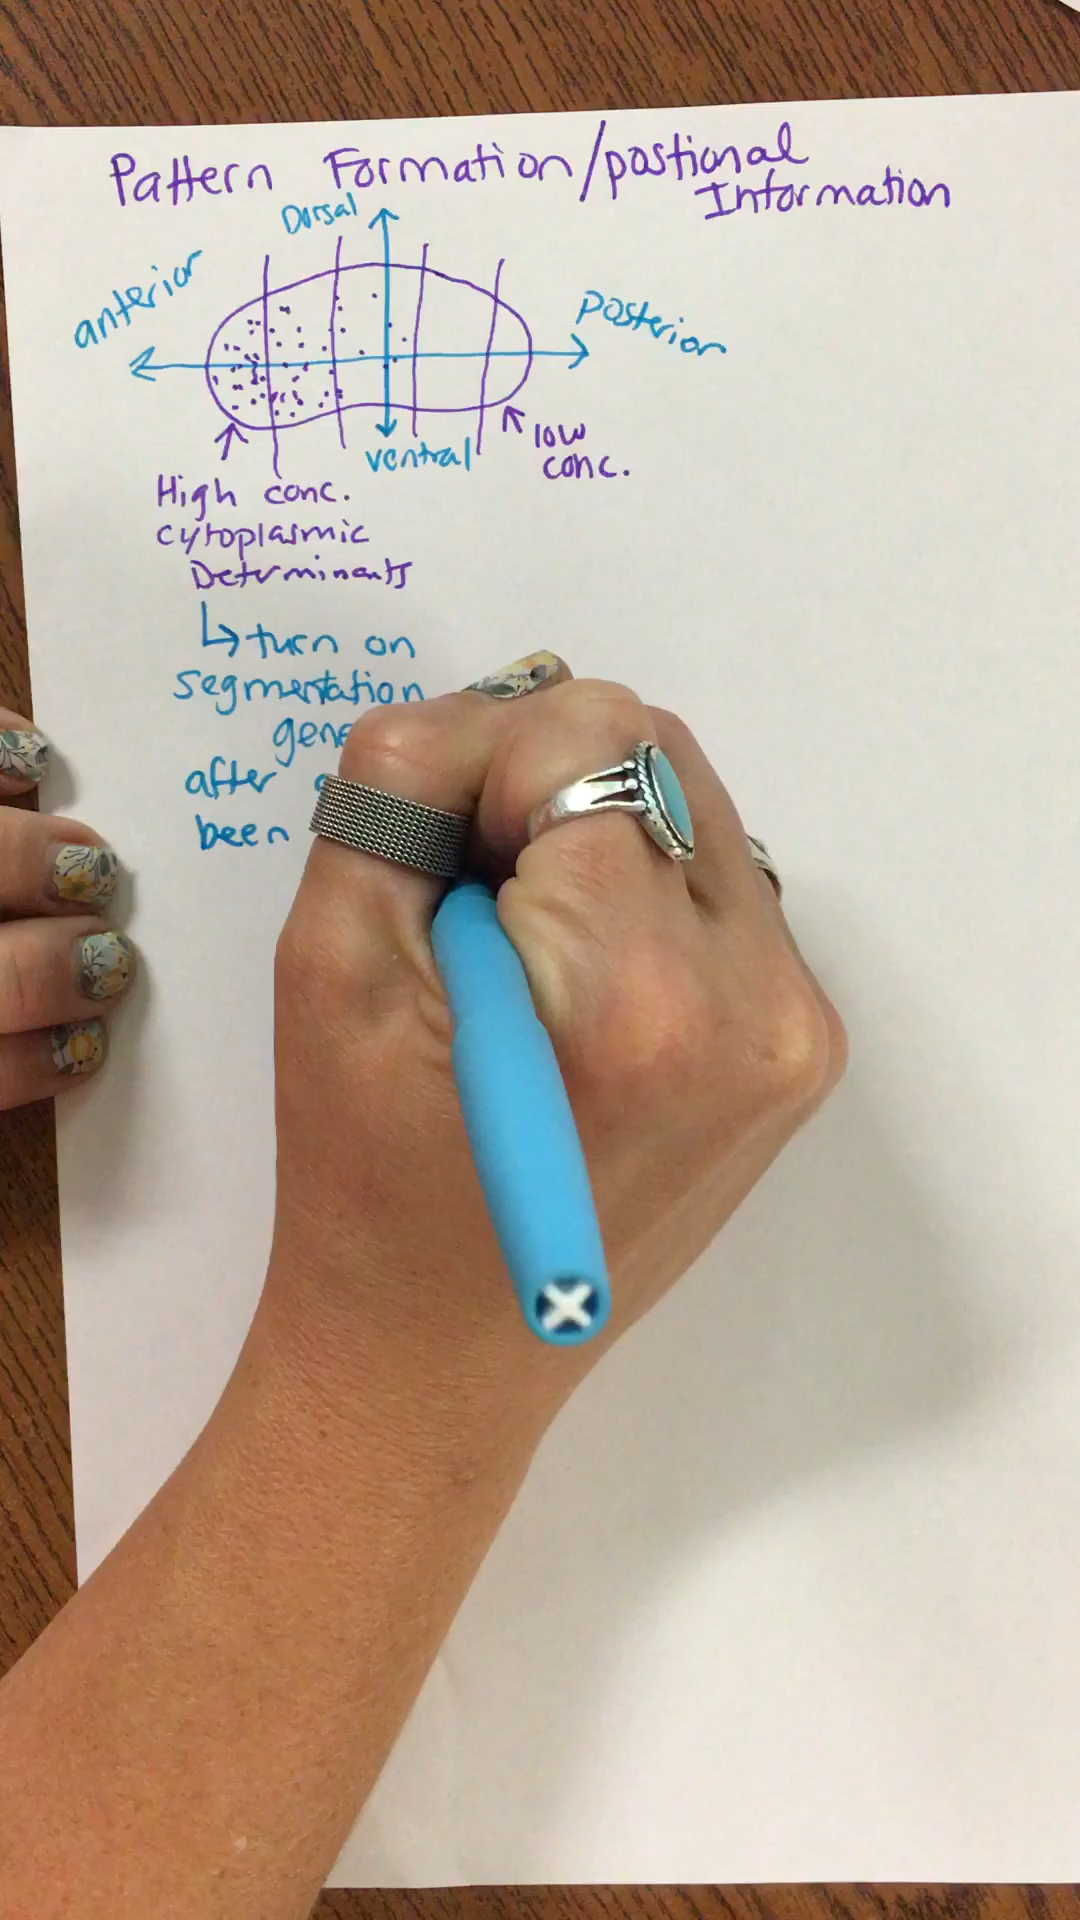 Pattern Formation/postional
Information
Dorsal
anterior
Posterior
ventral
low
conc.
High conc.
cytoplasmic
Determinants
↳ turn on
segmentation
after
been